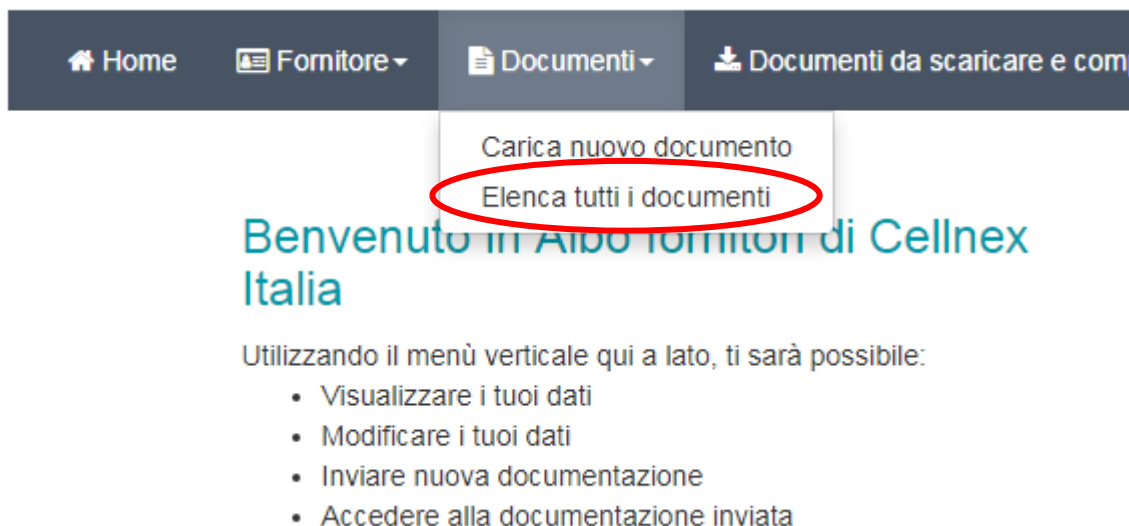 Home Fornitore Documenti Documenti da scaricare e com
Carica nuovo documento
Elenca tutti i documenti
Benvenuto in Albo fornitori di Cellnex
Italia
Utilizzando il menù verticale qui a lato, ti sarà possibile:
• Visualizzare i tuoi dati
• Modificare i tuoi dati
• Inviare nuova documentazione
• Accedere alla documentazione inviata